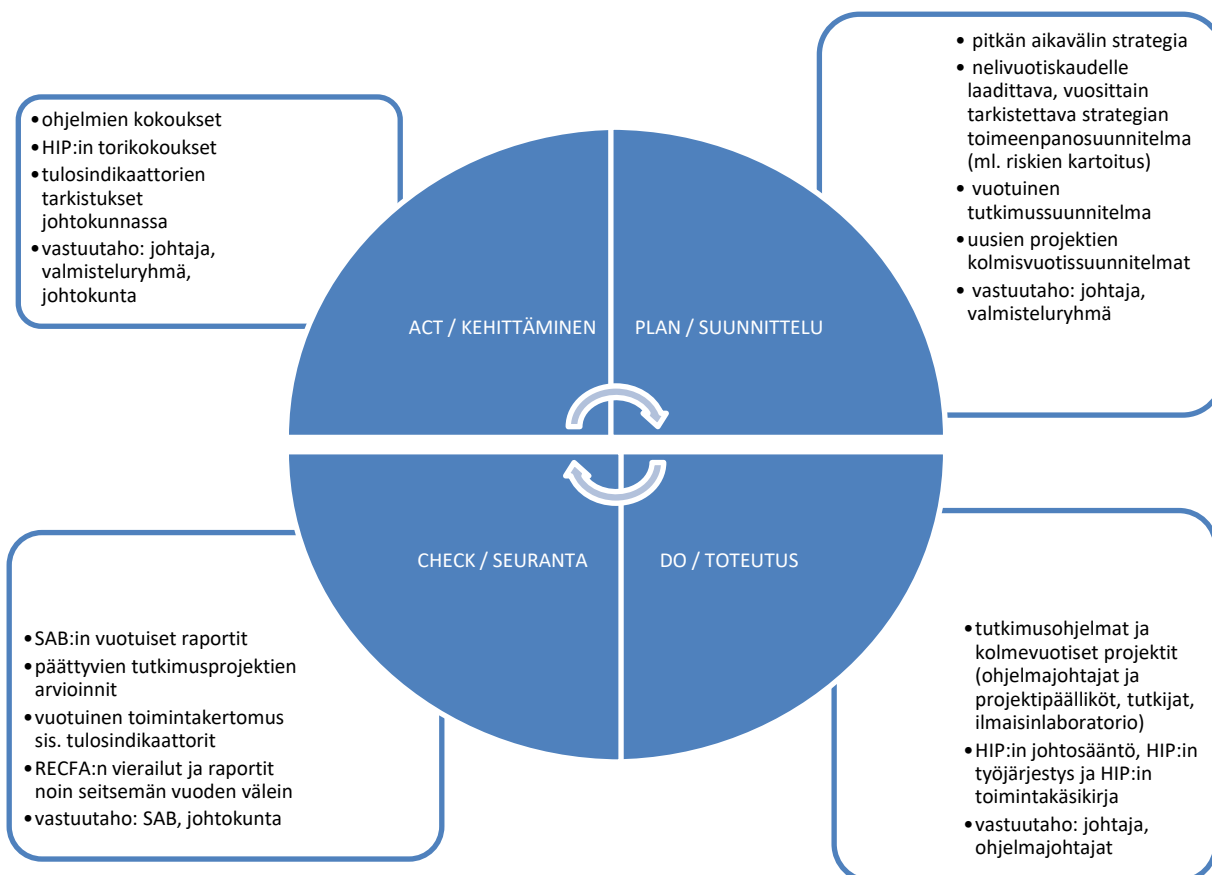 • pitkän aikavälin strategia
• nelivuotiskaudelle
laadittava, vuosittain
tarkistettava strategian
toimeenpanosuunnitelma
(ml. riskien kartoitus)
• vuotuinen
tutkimussuunnitelma
•uusien projektien
kolmisvuotissuunnitelmat
• vastuutaho: johtaja,
valmisteluryhmä
•ohjelmien kokoukset
•HIP:in torikokoukset
•tulosindikaattorien
tarkistukset
johtokunnassa
•vastuutaho: johtaja,
valmisteluryhmä,
johtokunta
ACT / KEHITTÄMINEN
PLAN / SUUNNITTELU
CHECK / SEURANTA
DO / TOTEUTUS
•SAB:in vuotuiset raportit
•päättyvien tutkimusprojektien
arvioinnit
•vuotuinen toimintakertomus
sis. tulosindikaattorit
•RECFA:n vierailut ja raportit
noin seitsemän vuoden välein
•vastuutaho: SAB, johtokunta
•tutkimusohjelmat ja
kolmevuotiset projektit
(ohjelmajohtajat ja
projektipäälliköt, tutkijat,
ilmaisinlaboratorio)
•HIP:in johtosääntö, HIP:in
työjärjestys ja HIP:in
toimintakäsikirja
•vastuutaho: johtaja,
ohjelmajohtajat